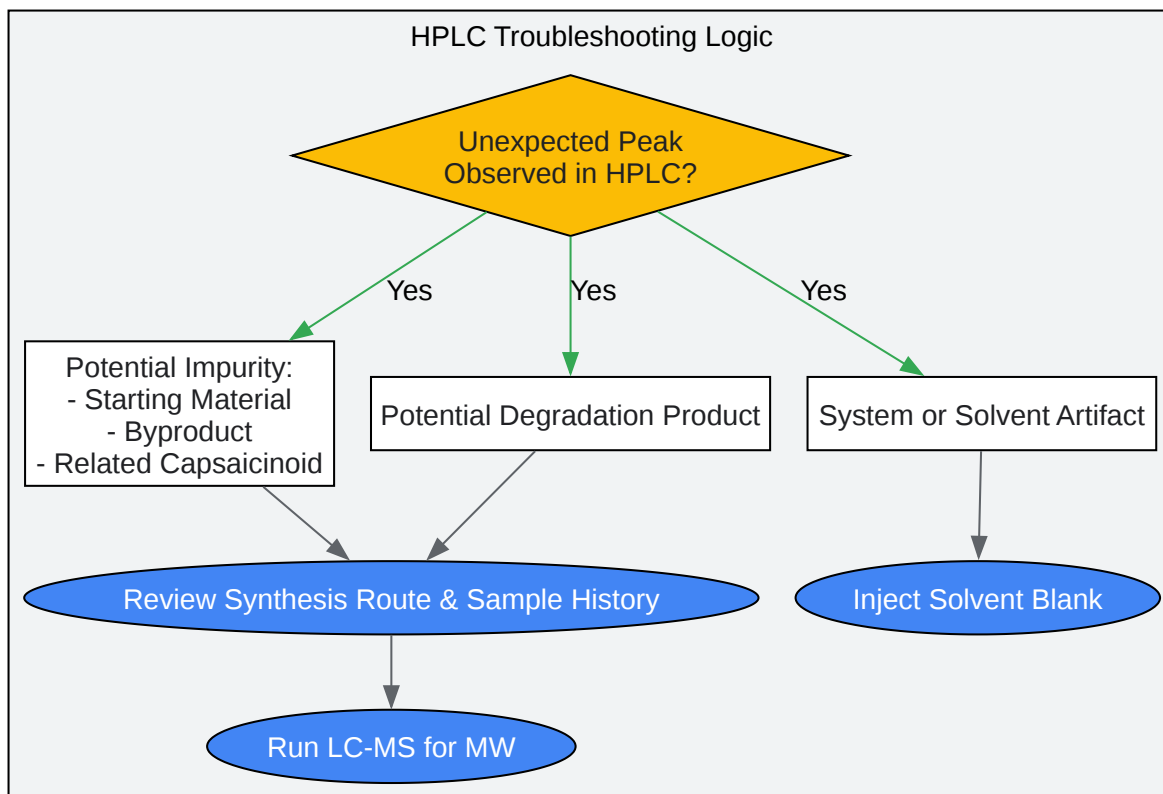 HPLC Troubleshooting Logic
Unexpected Peak
Observed in HPLC?
Yes
Yes
Yes
Potential Impurity:
- Starting Material
- Byproduct
- Related Capsaicinoid
Potential Degradation Product
System or Solvent Artifact
Review Synthesis Route & Sample History
Inject Solvent Blank
Run LC-MS for MW